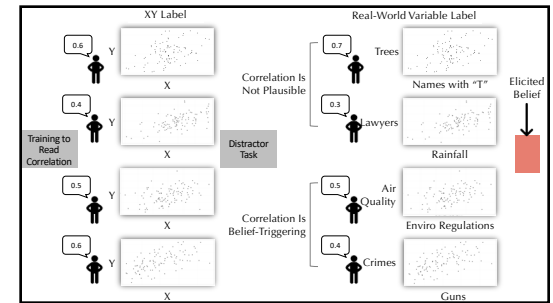 XY Label
Real-World Variable Label
0.6
Y
X
0.7
Trees
Names with “T”
Correlation Is
Not Plausible
Elicited
Belief
0.4
Y
X
0.3
Lawyers
Rainfall
Training to
Read
Correlation
Distractor
Task
0.5
Y
X
0.5
Air
Quality
Enviro Regulations
Correlation Is
Belief-Triggering
0.6
Y
X
0.4
Crimes
Guns